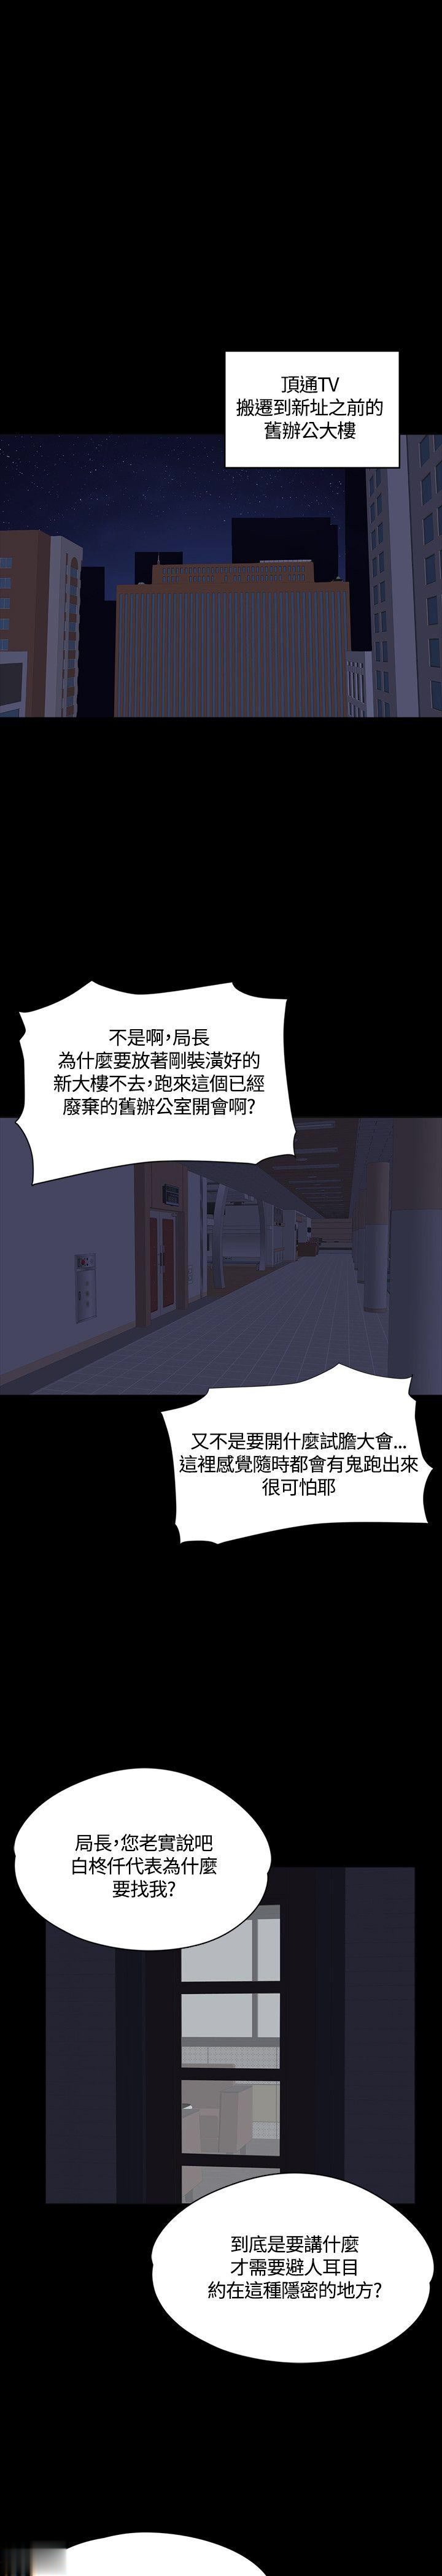 頂通TV
搬遷到新址之前的
舊辦公大樓
不是啊,局長
為什麼要放著剛裝潢好的
新大樓不去,跑來這個已經
廢棄的舊辦公室開會啊?
又不是要開什麼試膽大會...
這裡感覺隨時都會有鬼跑出來
很可怕耶
局長,您老實說吧
白柊仟代表為什麼
要找我?
到底是要講什麼
才需要避人耳目
約在這種隱密的地方?